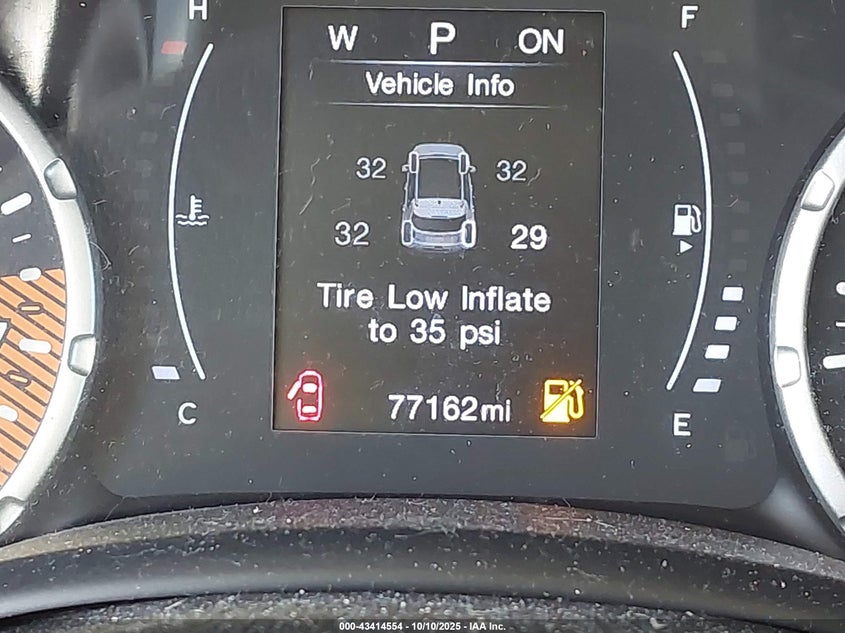 H F
W P ON
Vehicle Info
32 32
32 29
Tire Low Inflate
to 35 psi
77162mi
C E
000-43414554 - 10/10/2025 - IAA Inc.